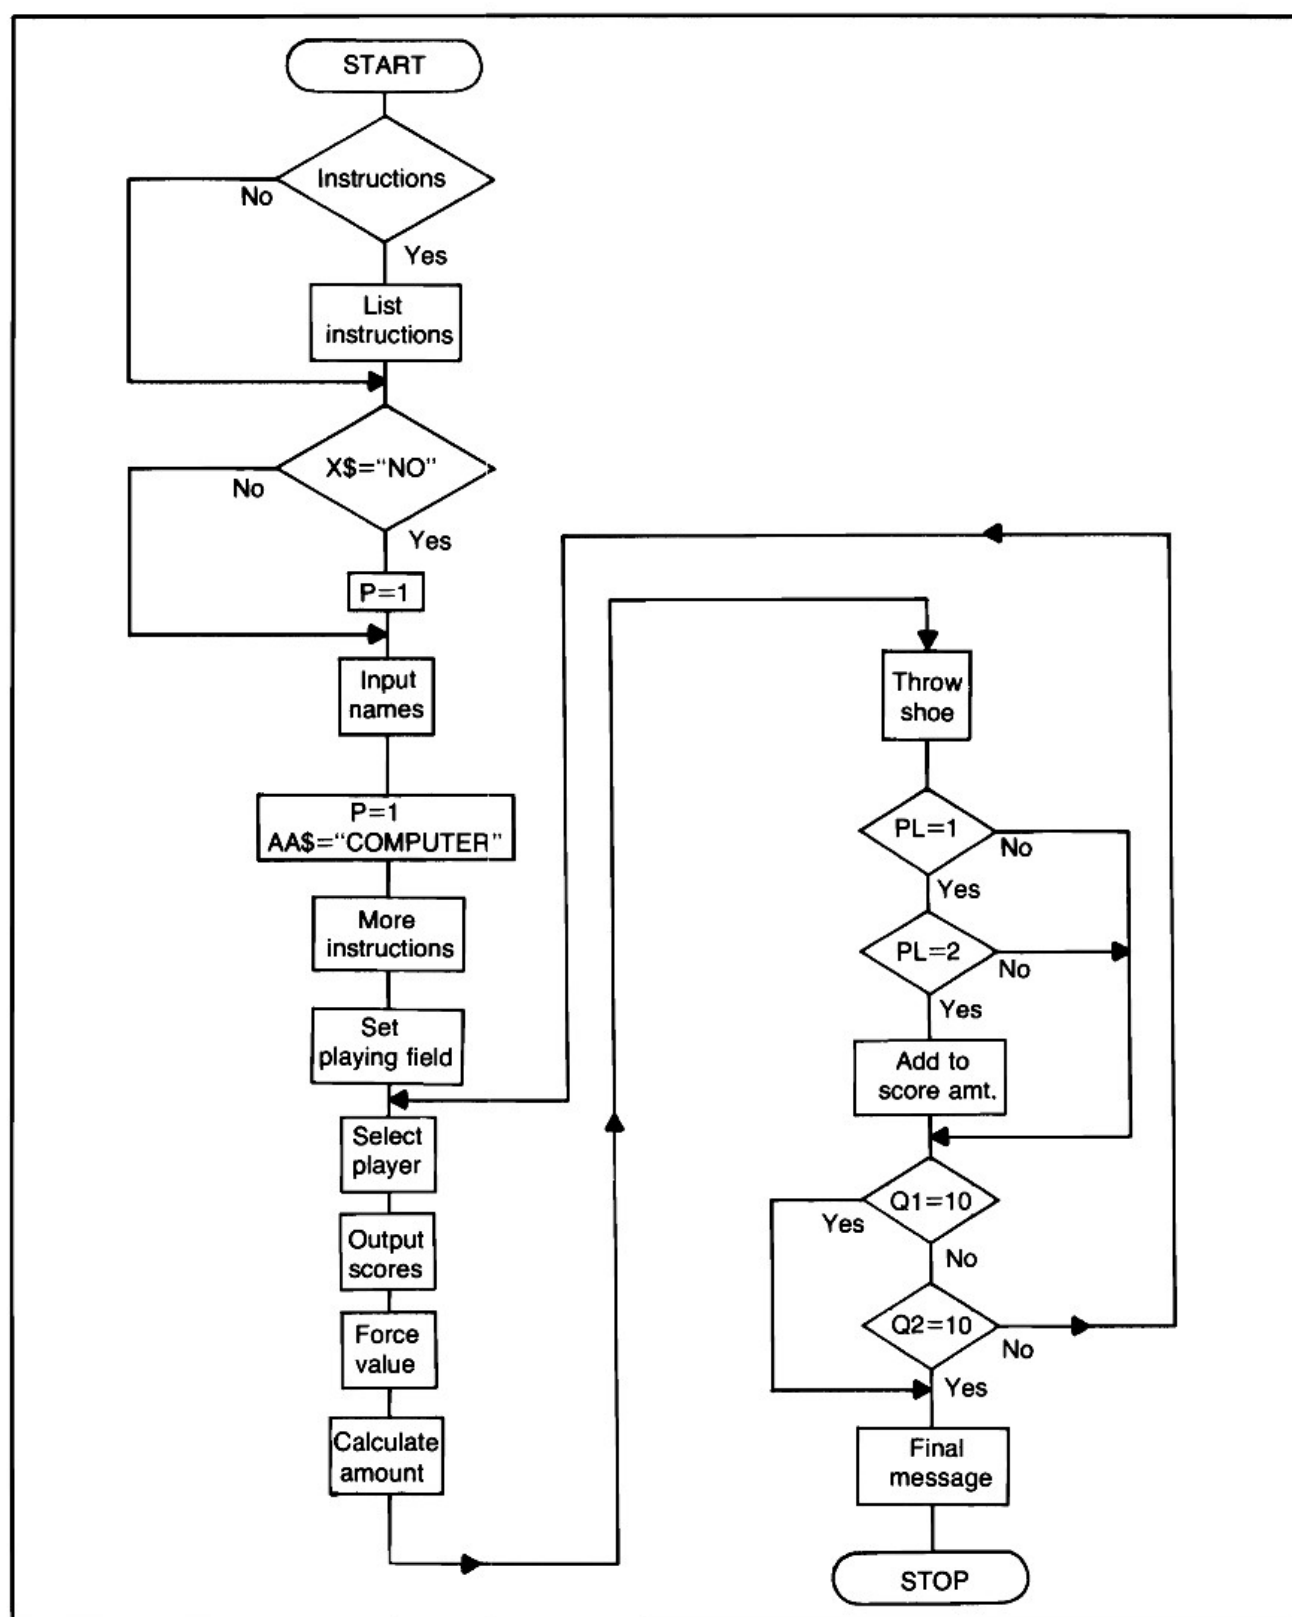 START
Instructions
No
Yes
List
instructions
X$="NO"
No
Yes
P=1
Input
names
P=1
AA$="COMPUTER"
More
instructions
Set
playing field
Select
player
Output
scores
Force
value
Calculate
amount
Throw
shoe
PL=1
No
Yes
PL=2
No
Yes
Add to
score amt.
Q1=10
Yes
No
Q2=10
No
Yes
Final
message
STOP